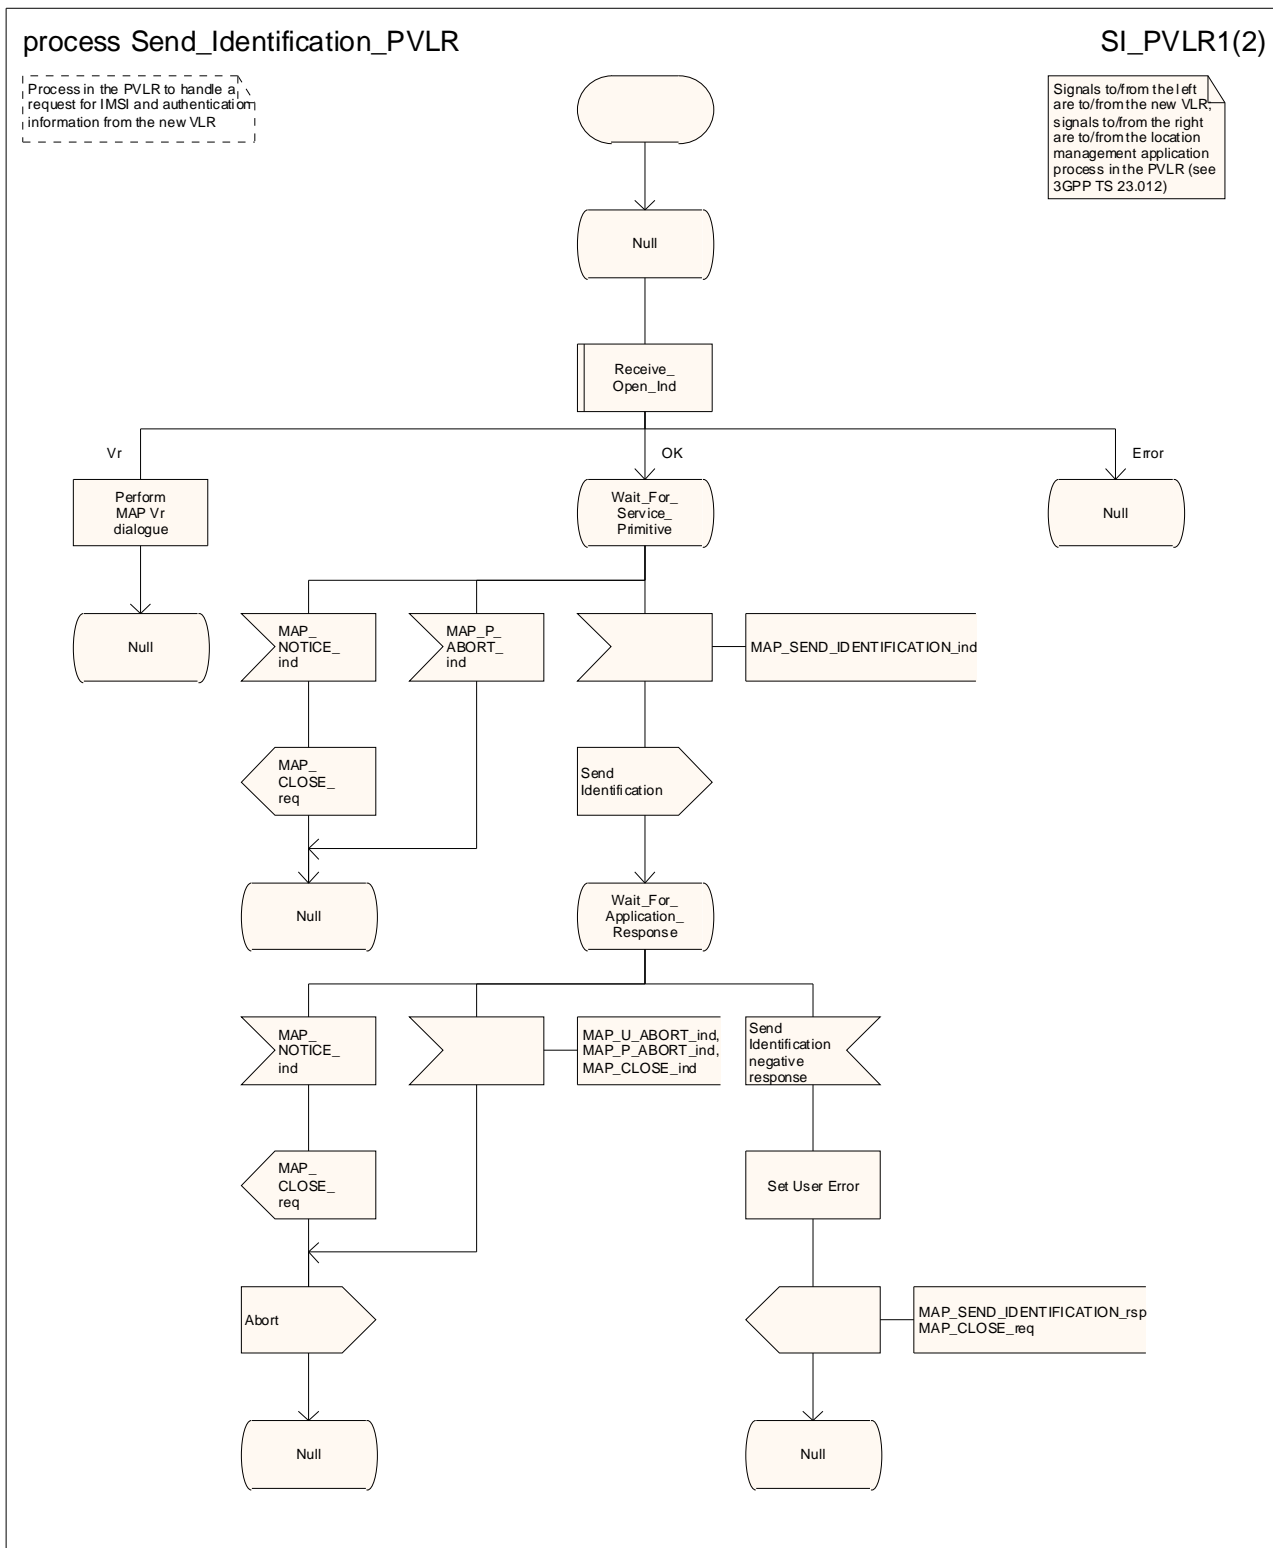 process Send_Identification_PVLR
SI_PVLR1(2)
Process in the PVLR to handle a
request for IMSI and authentication
information from the new VLR
Signals to/from the left
are to/from the new VLR;
signals to/from the right
are to/from the location
management application
process in the PVLR (see
3GPP TS 23.012)
Null
Receive_
Open_Ind
Vr
OK
Error
Perform
MAP Vr
dialogue
Wait_For_
Service_
Primitive
Null
Null
MAP_
NOTICE_
ind
MAP_P_
ABORT_
ind
MAP_SEND_IDENTIFICATION_ind
MAP_
CLOSE_
req
Send
Identification
Null
Wait_For_
Application_
Response
MAP_
NOTICE_
ind
MAP_U_ABORT_ind,
MAP_P_ABORT_ind,
MAP_CLOSE_ind
Send
Identification
negative
response
MAP_
CLOSE_
req
Set User Error
Abort
MAP_SEND_IDENTIFICATION_rsp
MAP_CLOSE_req
Null
Null